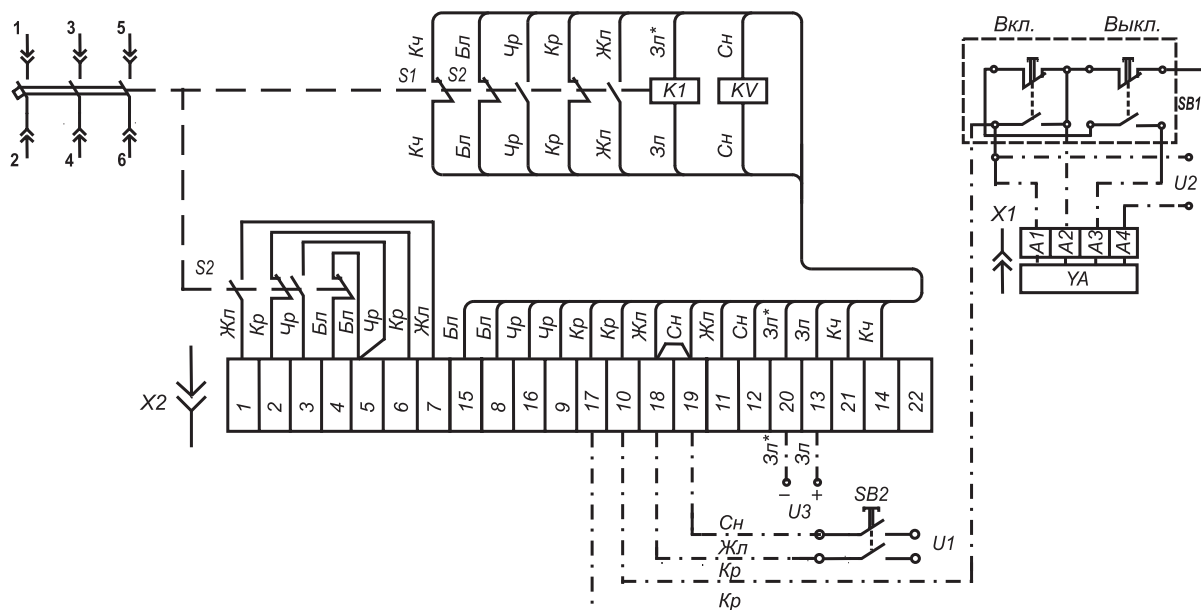 1 3 5
2 4 6
Кч Бл Чр Кр Жл Зл* Сн
S1 S2 K1 KV
Кч Бл Чр Кр Жл Зл Сн
Вкл. Выкл.
SB1
U2
X1
A1 A2 A3 A4
YA
S2
Жл Кр Чр Бл Бл Чр Кр Жл Бл Бл Чр Чр Кр Кр Жл Сн Жл Сн Зл* Зл Кч Кч
X2
1 2 3 4 5 6 7 15 8 16 9 17 10 18 19 11 12 20 13 21 14 22
Зл* Зл
– +
U3
SB2
Сн
U1
Жл
Кр
Кр